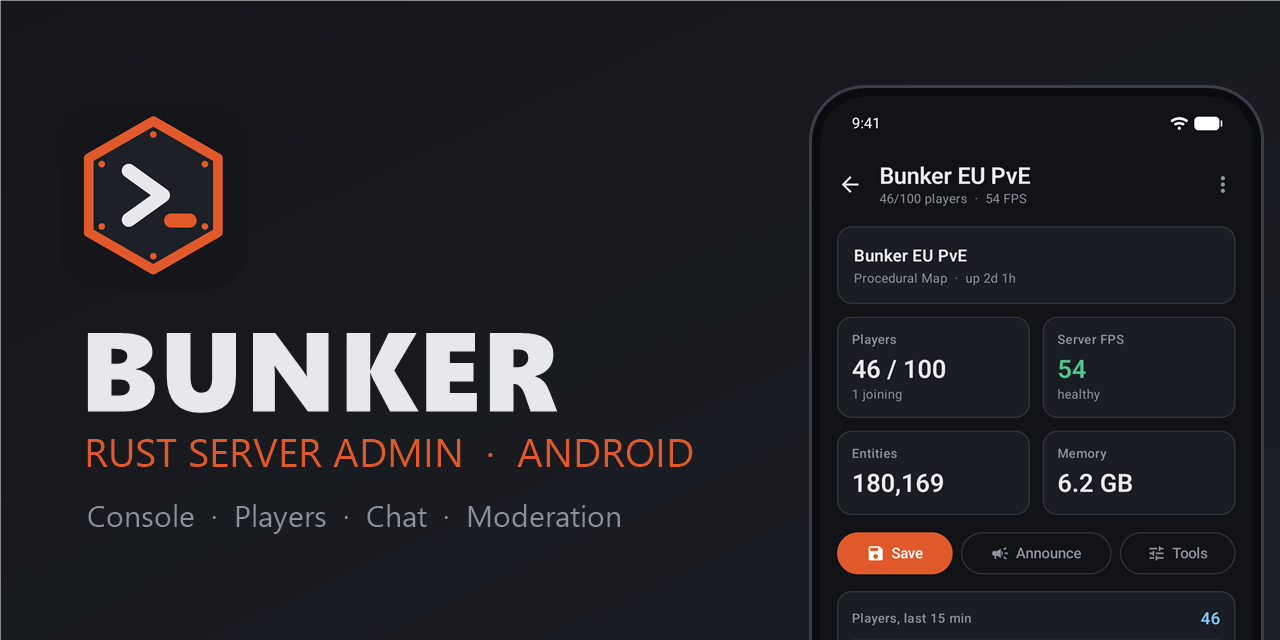 BUNKER
RUST SERVER ADMIN · ANDROID
Console · Players · Chat · Moderation
9:41
Bunker EU PvE
46/100 players · 54 FPS
Bunker EU PvE
Procedural Map · up 2d 1h
Players
46 / 100
1 joining
Server FPS
54
healthy
Entities
180,169
Memory
6.2 GB
Save
Announce
Tools
Players, last 15 min
46